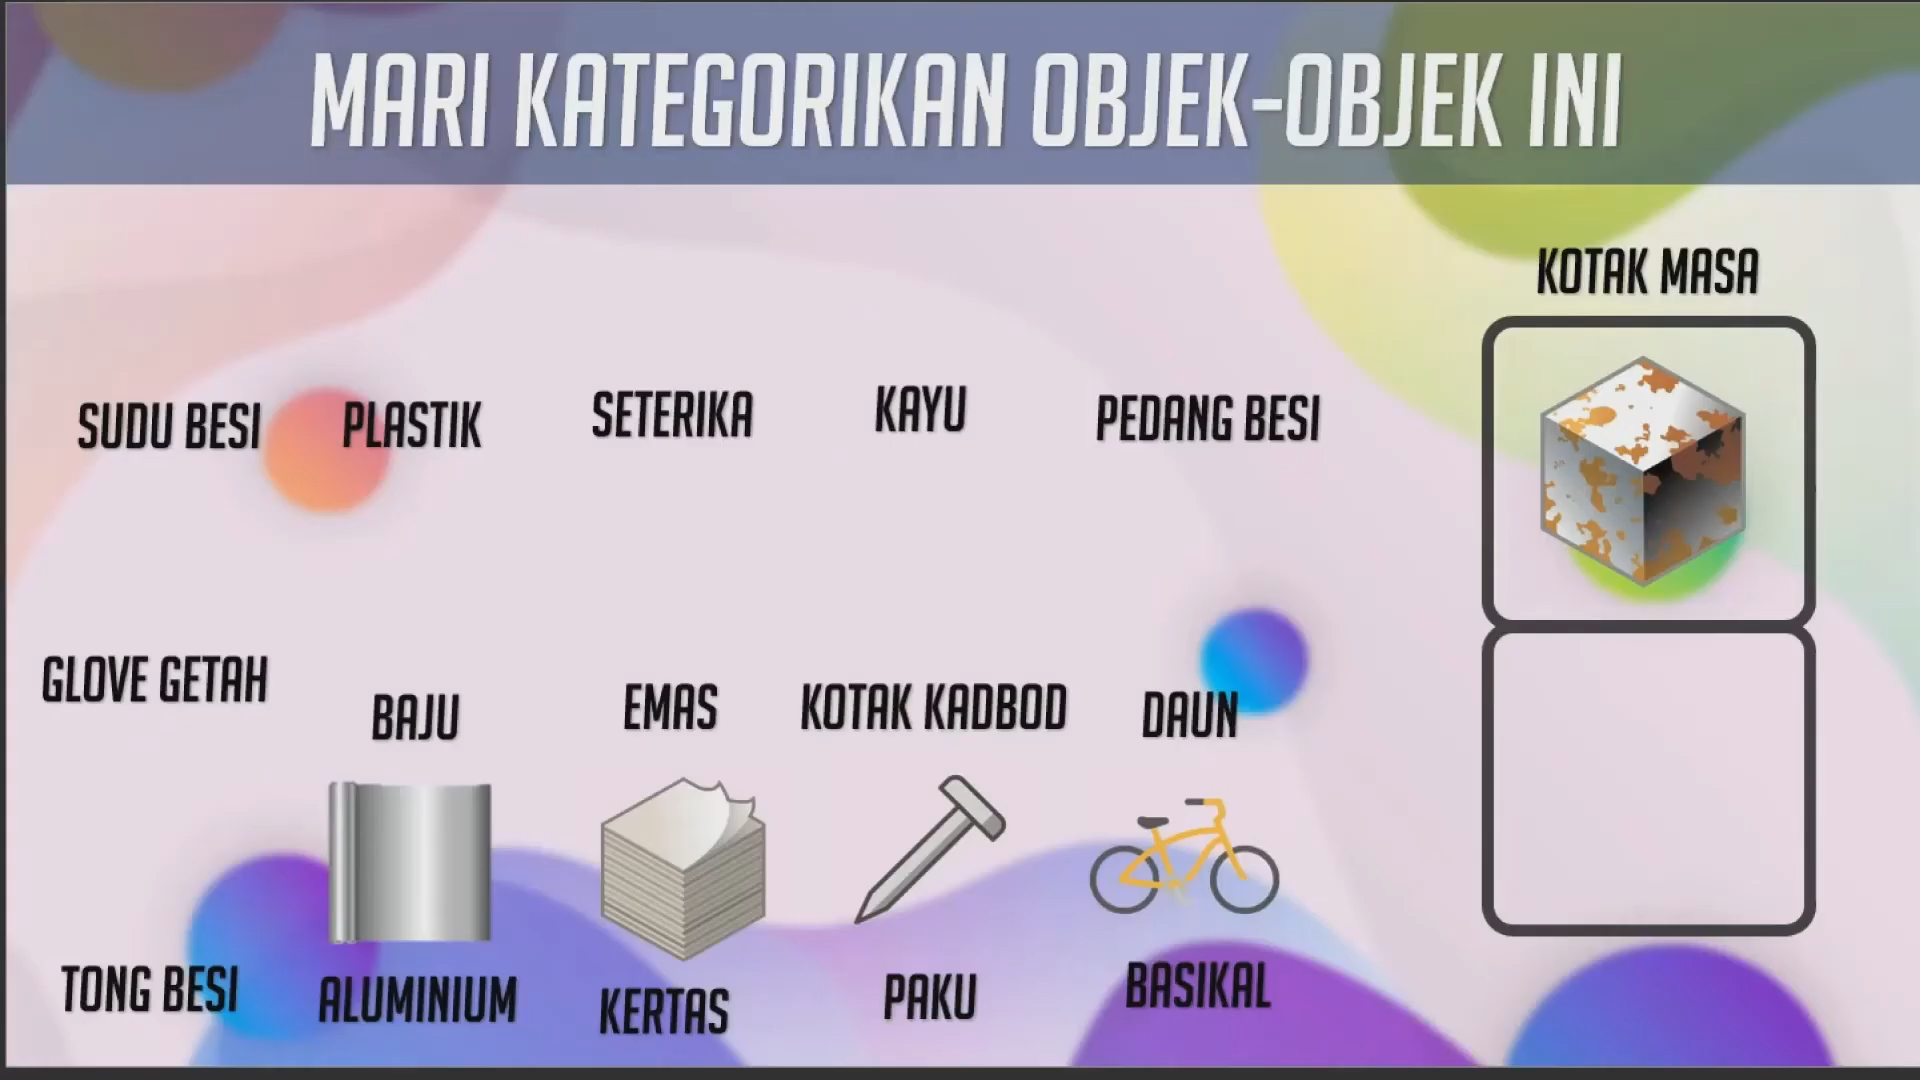 MARI KATEGORIKAN OBJEK-OBJEK INI
KOTAK MASA
SUDU BESI
PLASTIK
SETERIKA
KAYU
PEDANG BESI
GLOVE GETAH
BAJU
EMAS
KOTAK KADBOD
DAUN
TONG BESI
ALUMINIUM
KERTAS
PAKU
BASIKAL